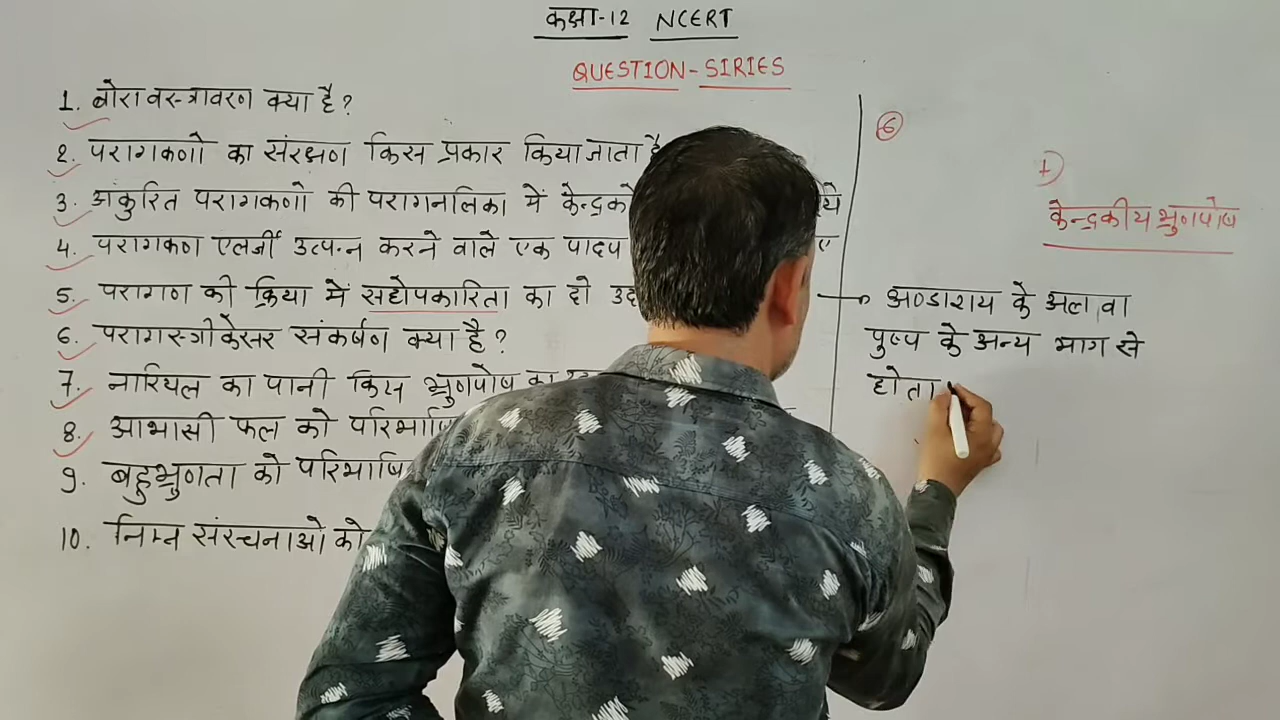 कक्षा-12 NCERT
QUESTION-SIRIES
1. बोरावस्त्रावरण क्या है?
2. परागकणो का संरक्षण किस प्रकार किया जाता है
3. अंकुरित परागकणो की परागनलिका में केन्द्रको
4. परागकण एलर्जी उत्पन्न करने वाले एक पादप
5. परागण की क्रिया में सहोपकारिता का दो
6. परागस्त्रीकेसर संकर्षण क्या है?
7. नारियल का पानी किस भ्रुणपोष का
8. आभासी फल को
9. बहुभ्रुणता को
10. निम्न संरचनाओ को
6
केन्द्रकीय भ्रुणपोष
अण्डाशय के अलावा
पुष्प के अन्य भाग से
होता